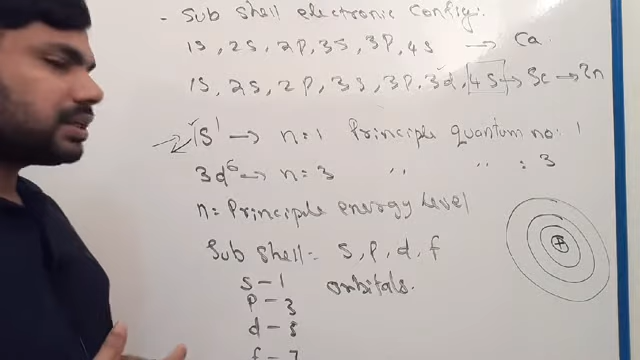 - Sub shell electronic config:
1s, 2s, 2p, 3s, 3p, 4s → Ca
1s, 2s, 2p, 3s, 3p, 3d, 4s → Sc → Zn
1s¹ → n=1 Principle quantum no: 1
3d⁶ → n=3 " " : 3
n= Principle energy level
Sub shell= s, p, d, f
s-1 orbitals.
p-3
d-5
f-7
+